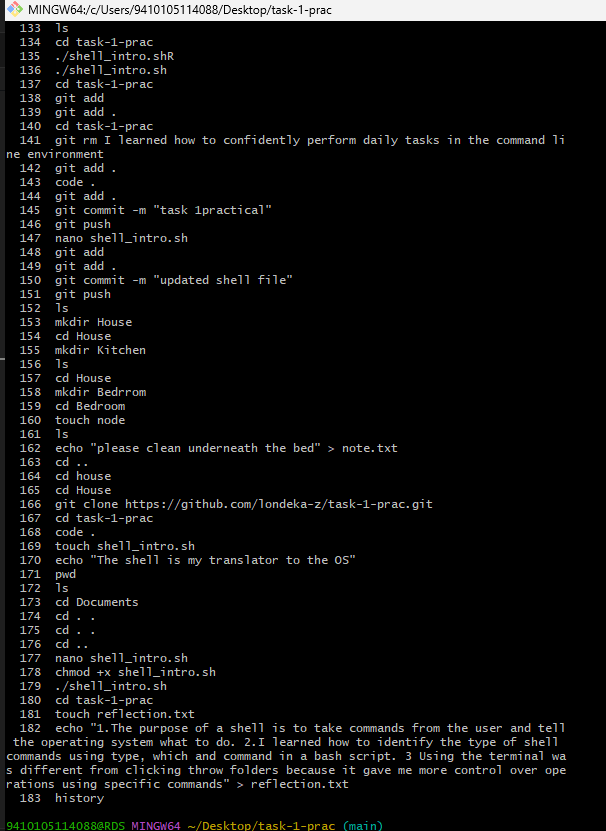 MINGW64:/c/Users/9410105114088/Desktop/task-1-prac
133 ls
134 cd task-1-prac
135 ./shell_intro.shR
136 ./shell_intro.sh
137 cd task-1-prac
138 git add
139 git add .
140 cd task-1-prac
141 git rm I learned how to confidently perform daily tasks in the command li
ne environment
142 git add .
143 code .
144 git add .
145 git commit -m "task 1practical"
146 git push
147 nano shell_intro.sh
148 git add
149 git add .
150 git commit -m "updated shell file"
151 git push
152 ls
153 mkdir House
154 cd House
155 mkdir Kitchen
156 ls
157 cd House
158 mkdir Bedrrom
159 cd Bedroom
160 touch node
161 ls
162 echo "please clean underneath the bed" > note.txt
163 cd ..
164 cd house
165 cd House
166 git clone https://github.com/londeka-z/task-1-prac.git
167 cd task-1-prac
168 code .
169 touch shell_intro.sh
170 echo "The shell is my translator to the OS"
171 pwd
172 ls
173 cd Documents
174 cd . .
175 cd . .
176 cd ..
177 nano shell_intro.sh
178 chmod +x shell_intro.sh
179 ./shell_intro.sh
180 cd task-1-prac
181 touch reflection.txt
182 echo "1.The purpose of a shell is to take commands from the user and tell
the operating system what to do. 2.I learned how to identify the type of shell
commands using type, which and command in a bash script. 3 Using the terminal wa
s different from clicking throw folders because it gave me more control over ope
rations using specific commands" > reflection.txt
183 history
9410105114088@RDS MINGW64 ~/Desktop/task-1-prac (main)